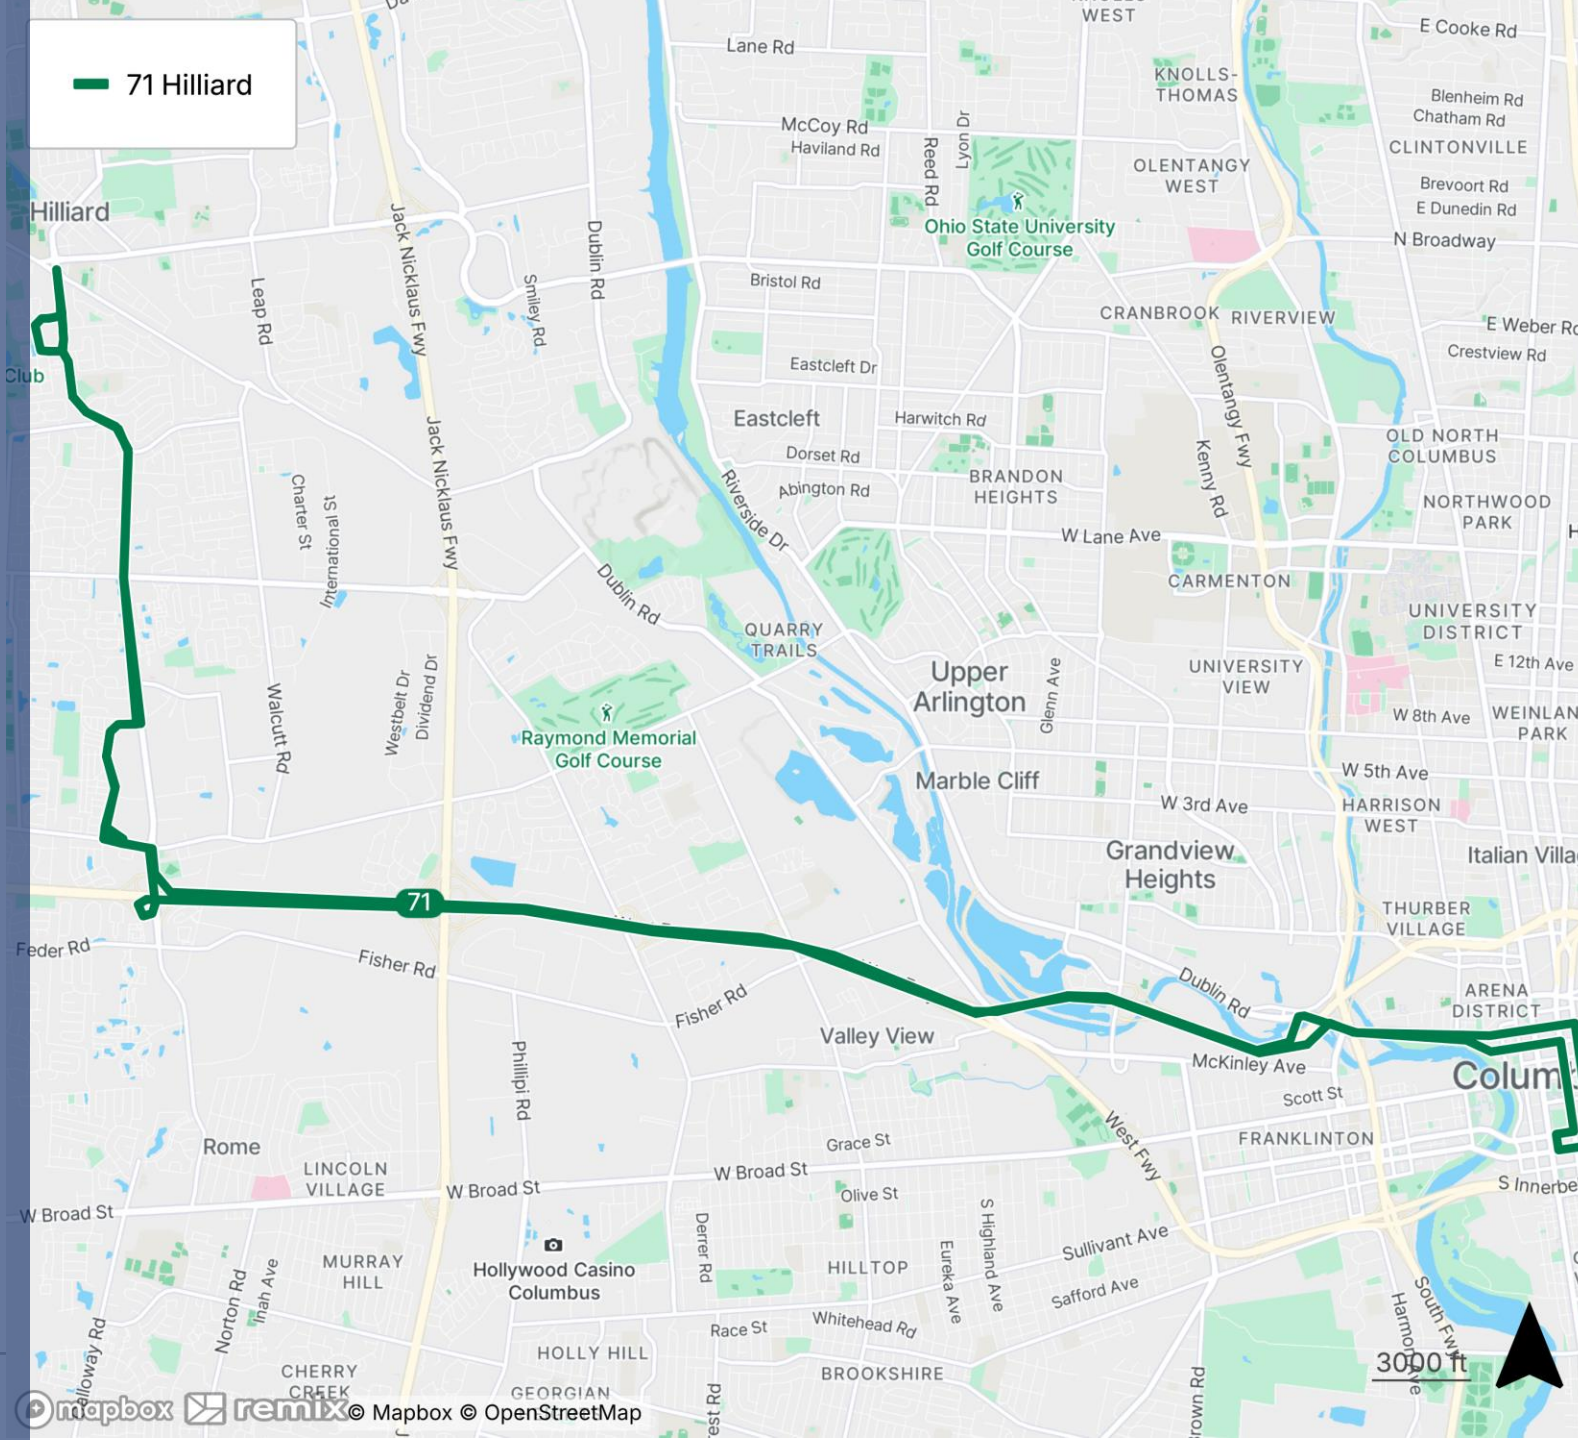 WEST
E Cooke Rd
Lane Rd
71 Hilliard
KNOLLS-
THOMAS
Blenheim Rd
Chatham Rd
McCoy Rd
Haviland Rd
Lyon Dr
Reed Rd
CLINTONVILLE
OLENTANGY
WEST
Brevoort Rd
E Dunedin Rd
Hilliard
Jack Nicklaus Fwy
Dublin Rd
Ohio State University
Golf Course
N Broadway
Leap Rd
Smiley Rd
Bristol Rd
CRANBROOK
RIVERVIEW
E Weber Rd
Crestview Rd
Club
Eastcleft Dr
Olentangy Fwy
Eastcleft
Harwitch Rd
Jack Nicklaus Fwy
OLD NORTH
COLUMBUS
Dorset Rd
Kenny Rd
Charter St
International St
Abington Rd
BRANDON
HEIGHTS
Riverside Dr
NORTHWOOD
PARK
W Lane Ave
CARMENTON
Dublin Rd
QUARRY
TRAILS
UNIVERSITY
DISTRICT
E 12th Ave
Upper
Arlington
Glenn Ave
UNIVERSITY
VIEW
Westbelt Dr
Dividend Dr
Walcutt Rd
W 8th Ave
WEINLAN
PARK
Raymond Memorial
Golf Course
Marble Cliff
W 5th Ave
W 3rd Ave
HARRISON
WEST
Grandview
Heights
Italian Villa
71
THURBER
VILLAGE
Feder Rd
Fisher Rd
Fisher Rd
Dublin Rd
ARENA
DISTRICT
Valley View
McKinley Ave
Colum
Phillipi Rd
Scott St
Rome
Grace St
West Fwy
FRANKLINTON
LINCOLN
VILLAGE
W Broad St
W Broad St
W Broad St
Olive St
S Innerbe
Derrer Rd
S Highland Ave
Eureka Ave
Sullivant Ave
MURRAY
HILL
Hollywood Casino
Columbus
HILLTOP
Norton Rd
Inah Ave
Safford Ave
Harmon Ave
South Fwy
Race St
Whitehead Rd
Calloway Rd
HOLLY HILL
3000 ft
CHERRY
CREEK
BROOKSHIRE
GEORGIAN
est Rd
rown Rd
mapbox remix © Mapbox © OpenStreetMap